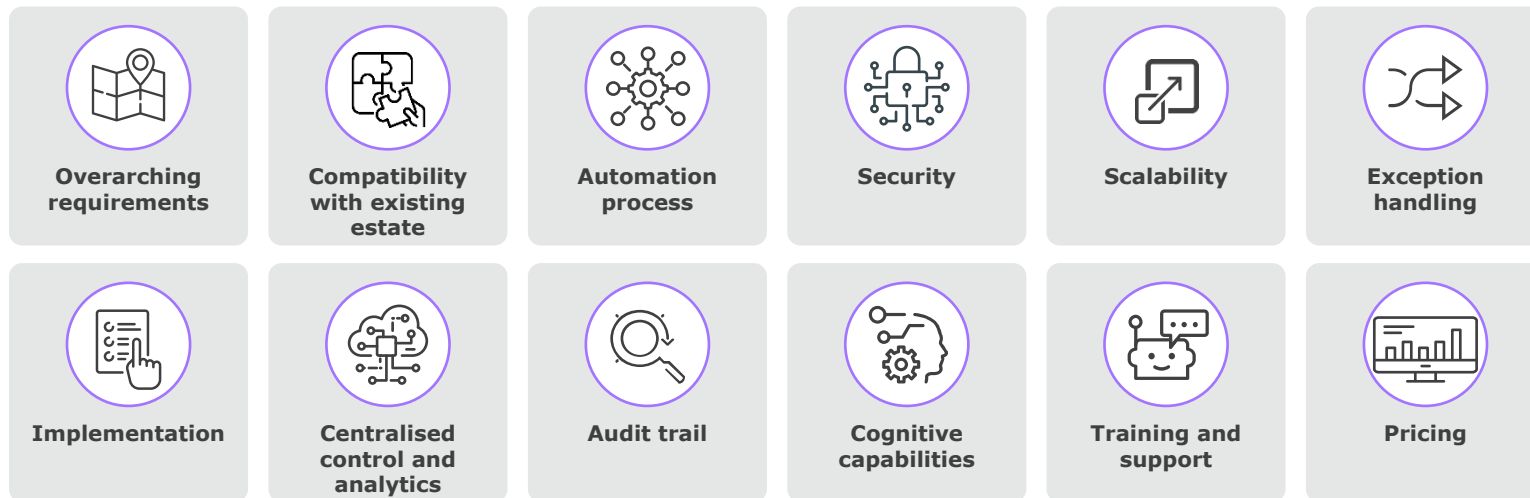 Overarching
requirements
Compatibility
with existing
estate
Automation
process
Security
Scalability
Exception
handling
Implementation
Centralised
control and
analytics
Audit trail
Cognitive
capabilities
Training and
support
Pricing